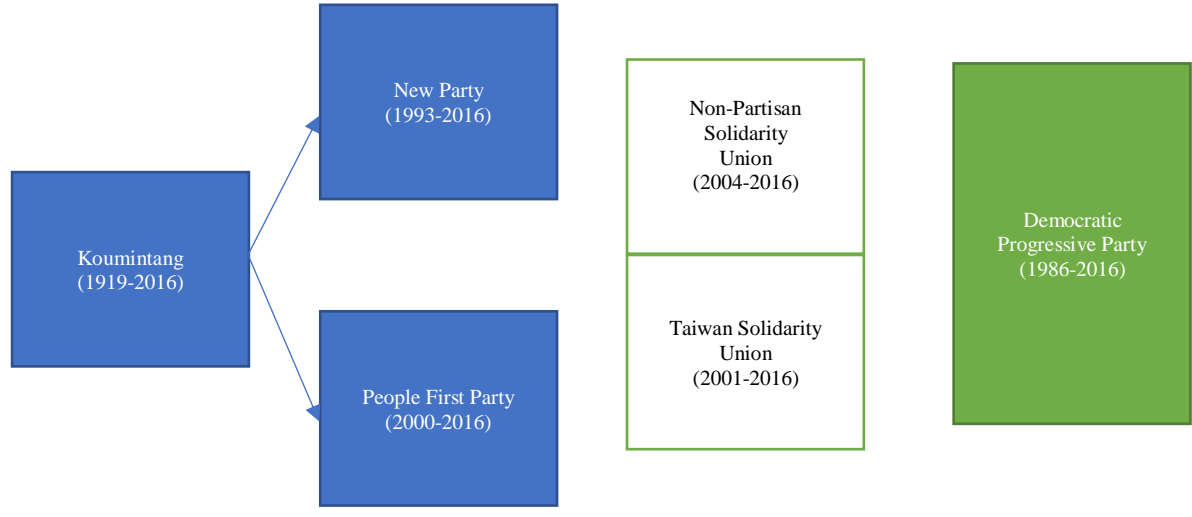 Koumintang
(1919-2016)
New Party
(1993-2016)
People First Party
(2000-2016)
Non-Partisan
Solidarity
Union
(2004-2016)
Taiwan Solidarity
Union
(2001-2016)
Democratic
Progressive Party
(1986-2016)